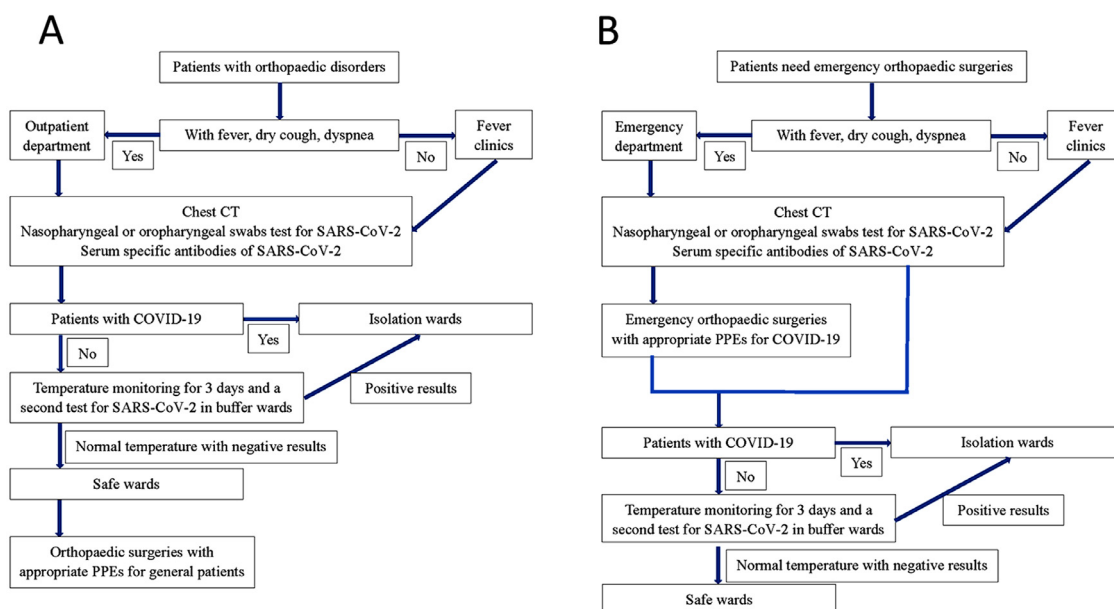 A
Patients with orthopaedic disorders
Outpatient
department
Yes
With fever, dry cough, dyspnea
No
Fever
clinics
Chest CT
Nasopharyngeal or oropharyngeal swabs test for SARS-CoV-2
Serum specific antibodies of SARS-CoV-2
Patients with COVID-19
Yes
Isolation wards
No
Temperature monitoring for 3 days and a
second test for SARS-CoV-2 in buffer wards
Positive results
Normal temperature with negative results
Safe wards
Orthopaedic surgeries with
appropriate PPEs for general patients
B
Patients need emergency orthopaedic surgeries
Emergency
department
Yes
With fever, dry cough, dyspnea
No
Fever
clinics
Chest CT
Nasopharyngeal or oropharyngeal swabs test for SARS-CoV-2
Serum specific antibodies of SARS-CoV-2
Emergency orthopaedic surgeries
with appropriate PPEs for COVID-19
Patients with COVID-19
Yes
Isolation wards
No
Temperature monitoring for 3 days and a
second test for SARS-CoV-2 in buffer wards
Positive results
Normal temperature with negative results
Safe wards